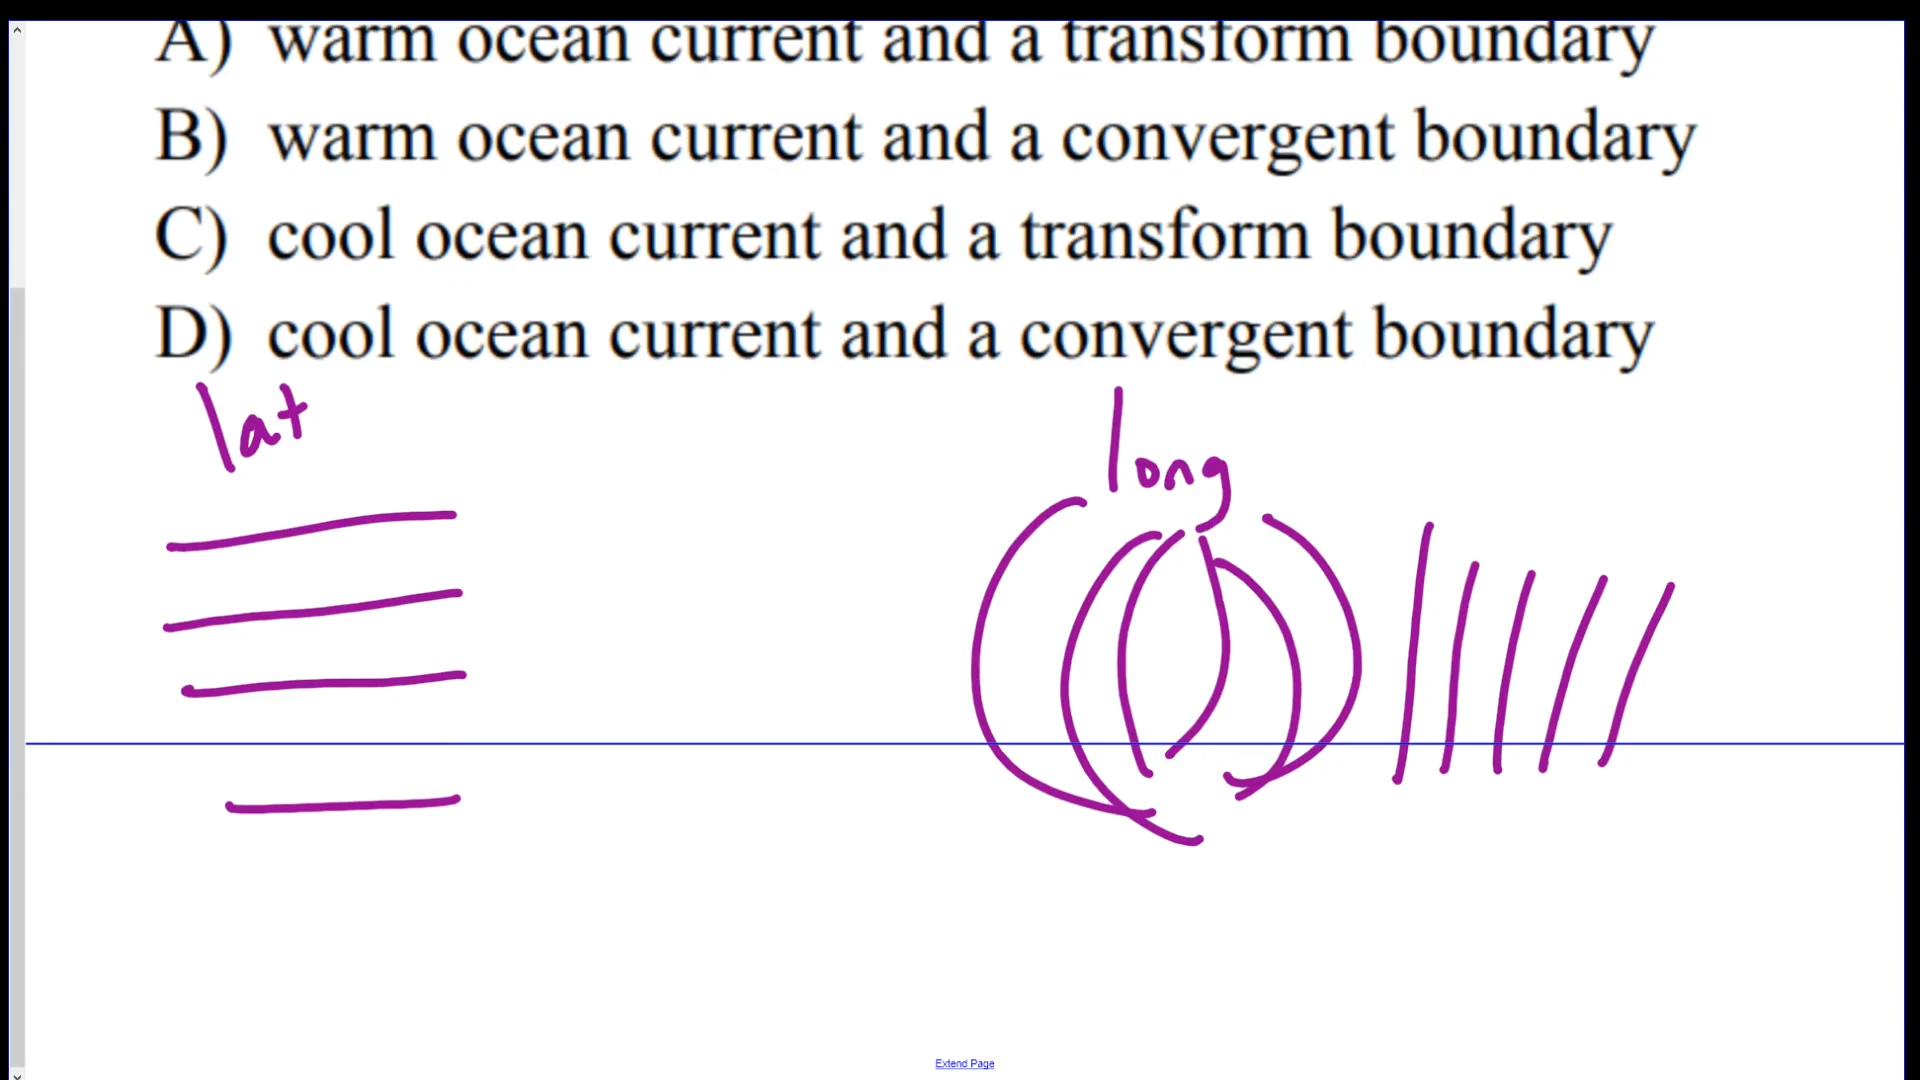 A) warm ocean current and a transform boundary
B) warm ocean current and a convergent boundary
C) cool ocean current and a transform boundary
D) cool ocean current and a convergent boundary
lat
long
Extend Page